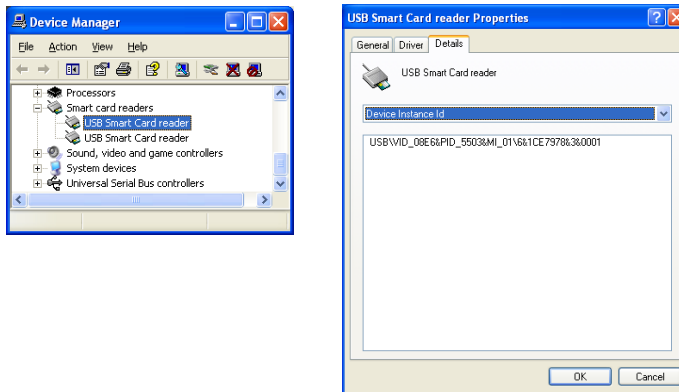 Device Manager
File Action View Help
Processors
Smart card readers
USB Smart Card reader
USB Smart Card reader
Sound, video and game controllers
System devices
Universal Serial Bus controllers
USB Smart Card reader Properties
General Driver Details
USB Smart Card reader
Device Instance Id
USB\VID_08E6&PID_5503&MI_01\6&1CE7978&3&0001
OK Cancel